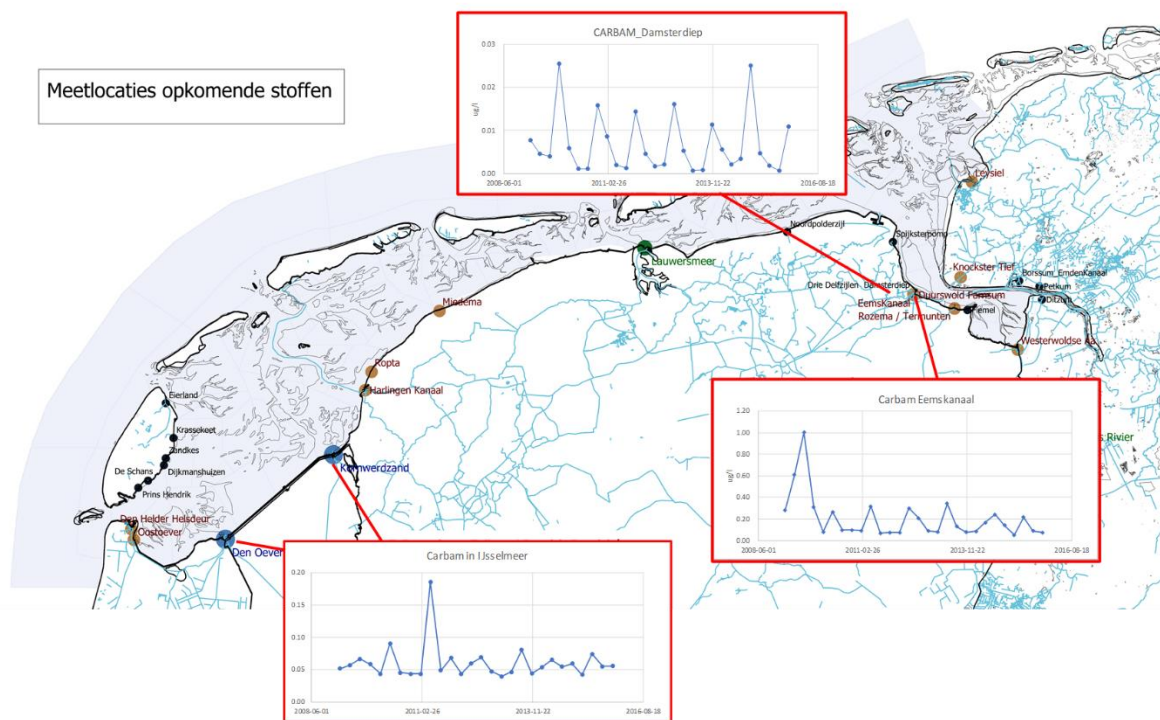 Meetlocaties opkomende stoffen
CARBAM_Damsterdiep
ug/l
0.03
0.02
0.01
0.00
2008-06-01
2011-02-26
2013-11-22
2016-08-18
Leysiel
Noordpolderzijl
Spijksterpomp
Lauwersmeer
Knockster Tief
Borssum_EmdenKanaal
Petkum
Ditzum
Drie Delfzijlen Damsterdiep
Duurswold Farmsum
EemsKanaal
Rozema / Termunten
Fiemel
Westerwoldse Aa
Miedema
Ropta
Harlingen Kanaal
Eierland
Krassekeet
Zandkes
De Schans
Dijkmanshuizen
Prins Hendrik
Kornwerdzand
Den Helder Helsdeur
Oostoever
Den Oever
Rivier
Carbam Eemskanaal
ug/l
1.20
1.00
0.80
0.60
0.40
0.20
0.00
2008-06-01
2011-02-26
2013-11-22
2016-08-18
Carbam in IJsselmeer
0.20
0.15
0.10
0.05
0.00
2008-06-01
2011-02-26
2013-11-22
2016-08-18